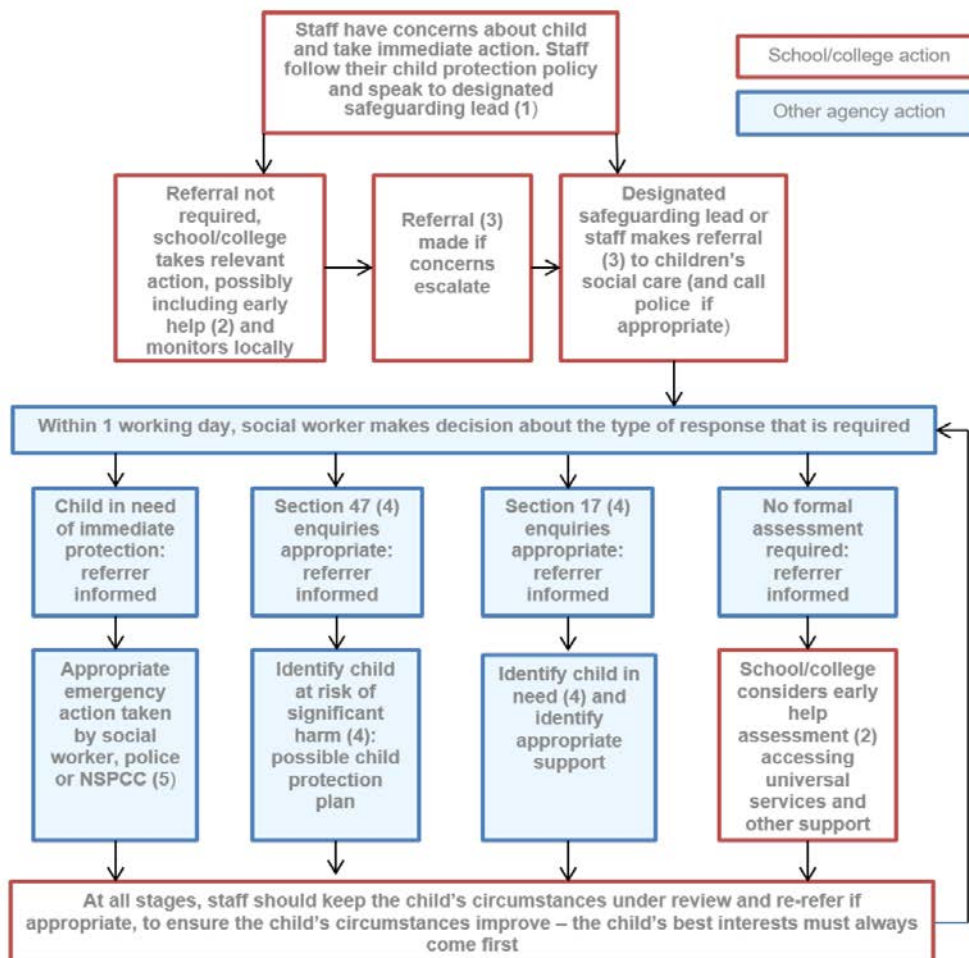 Staff have concerns about child
and take immediate action. Staff
follow their child protection policy
and speak to designated
safeguarding lead (1)
School/college action
Other agency action
Referral not
required,
school/college
takes relevant
action, possibly
including early
help (2) and
monitors locally
Referral (3)
made if
concerns
escalate
Designated
safeguarding lead or
staff makes referral
(3) to children’s
social care (and call
police if
appropriate)
Within 1 working day, social worker makes decision about the type of response that is required
Child in need
of immediate
protection:
referrer
informed
Section 47 (4)
enquiries
appropriate:
referrer
informed
Section 17 (4)
enquiries
appropriate:
referrer
informed
No formal
assessment
required:
referrer
informed
Appropriate
emergency
action taken
by social
worker, police
or NSPCC (5)
Identify child
at risk of
significant
harm (4):
possible child
protection
plan
Identify child in
need (4) and
identify
appropriate
support
School/college
considers early
help
assessment (2)
accessing
universal
services and
other support
At all stages, staff should keep the child’s circumstances under review and re-refer if
appropriate, to ensure the child’s circumstances improve – the child’s best interests must always
come first